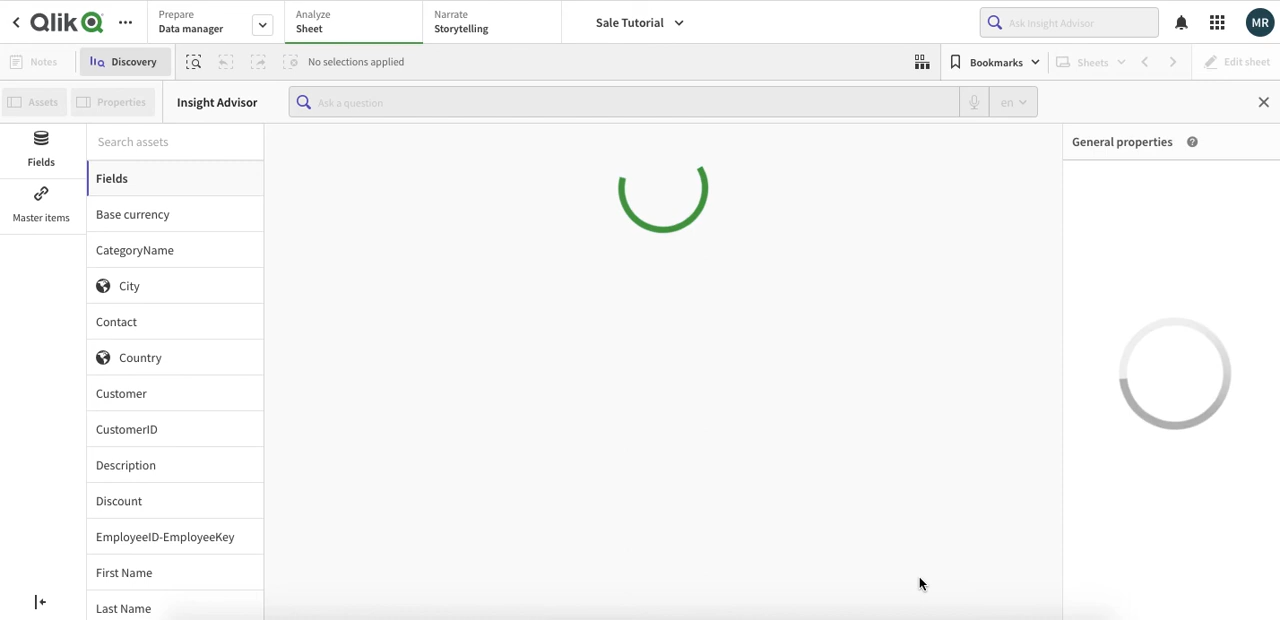 Qlik
Prepare
Data manager
Analyze
Sheet
Narrate
Storytelling
Sale Tutorial
Ask Insight Advisor
MR
Notes
Discovery
No selections applied
Bookmarks
Sheets
Edit sheet
Assets
Properties
Insight Advisor
Ask a question
en
Fields
Master items
Search assets
Fields
Base currency
CategoryName
City
Contact
Country
Customer
CustomerID
Description
Discount
EmployeeID-EmployeeKey
First Name
Last Name
General properties
?